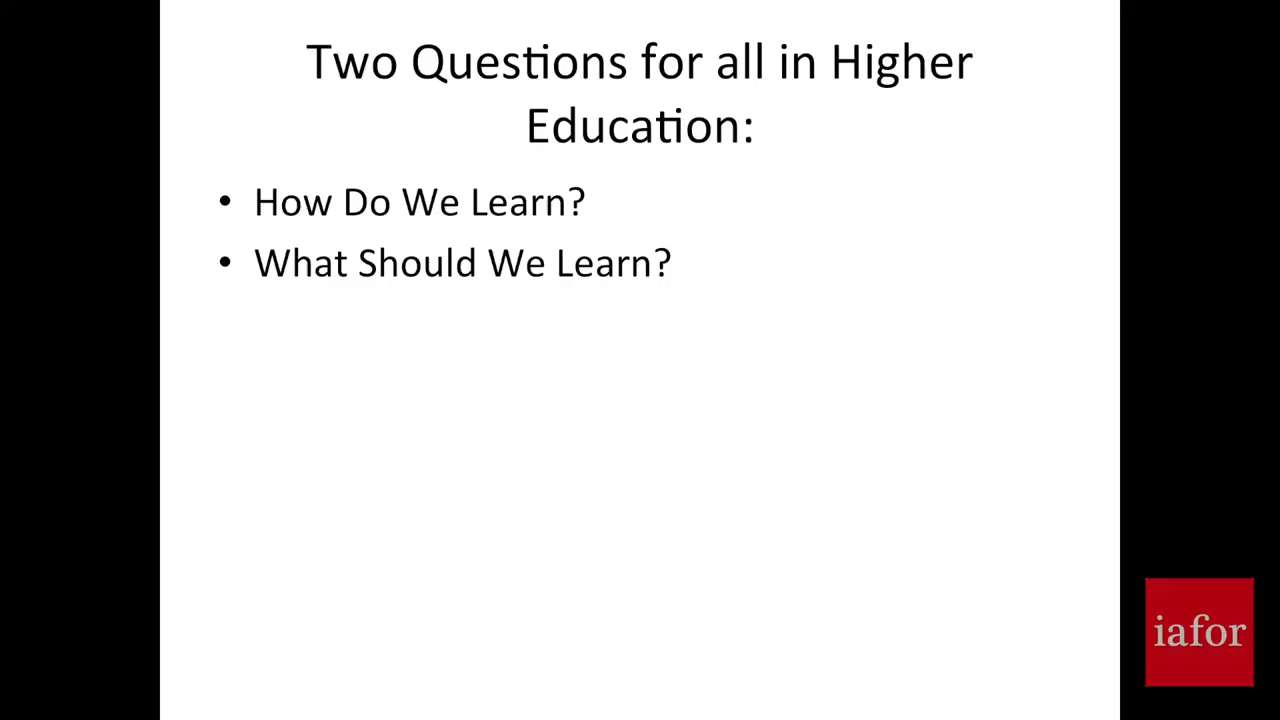 Two Questions for all in Higher
Education:
• How Do We Learn?
• What Should We Learn?
iafor